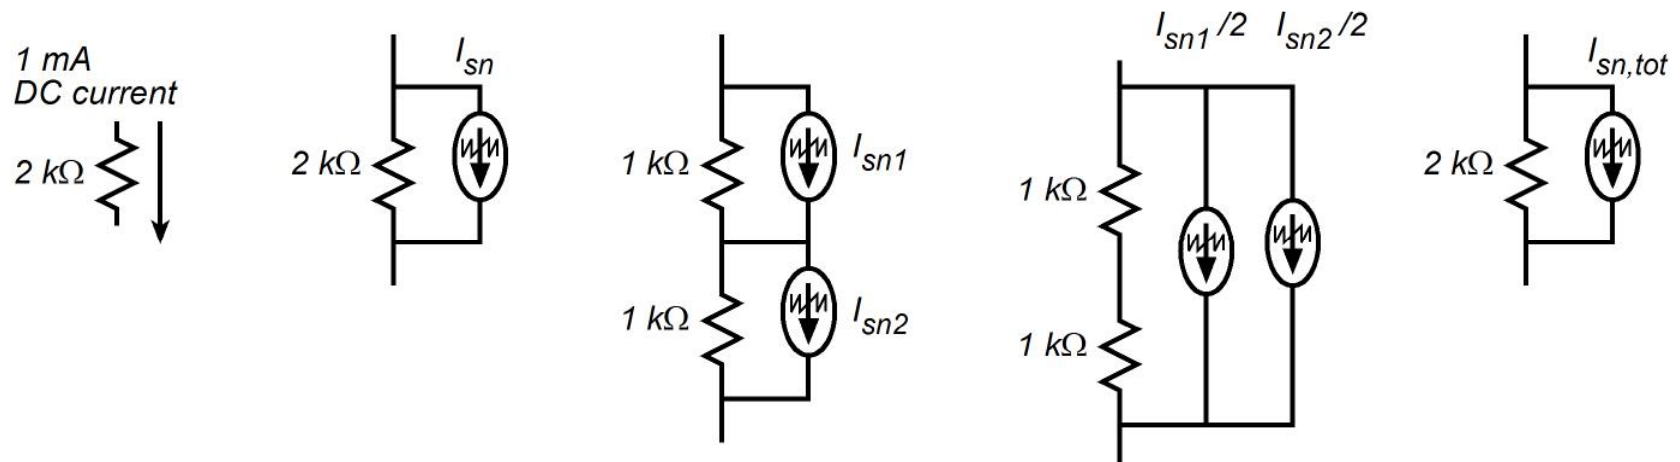 1 mA
DC current
2 kΩ
I_sn
2 kΩ
1 kΩ
I_sn1
1 kΩ
I_sn2
I_sn1/2 I_sn2/2
1 kΩ
1 kΩ
I_sn,tot
2 kΩ